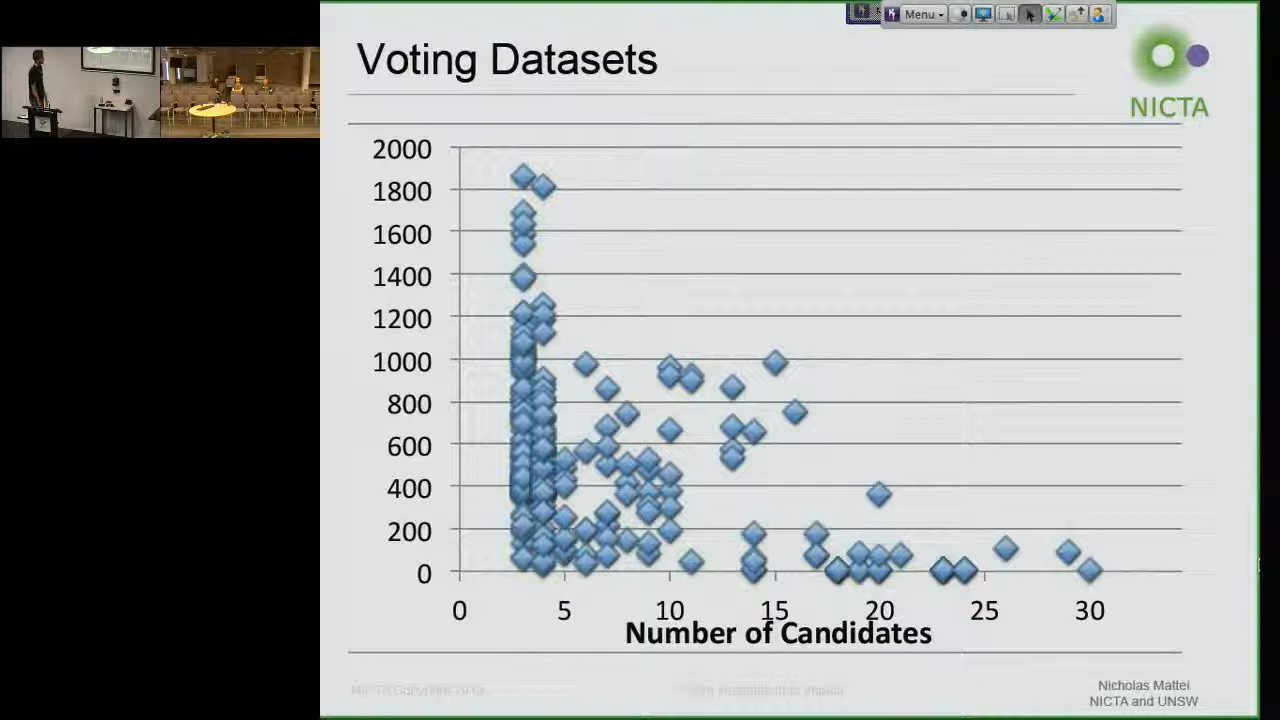 Menu
Voting Datasets
NICTA
2000
1800
1600
1400
1200
1000
800
600
400
200
0
0 5 10 15 20 25 30
Number of Candidates
Nicholas Mattei
NICTA and UNSW